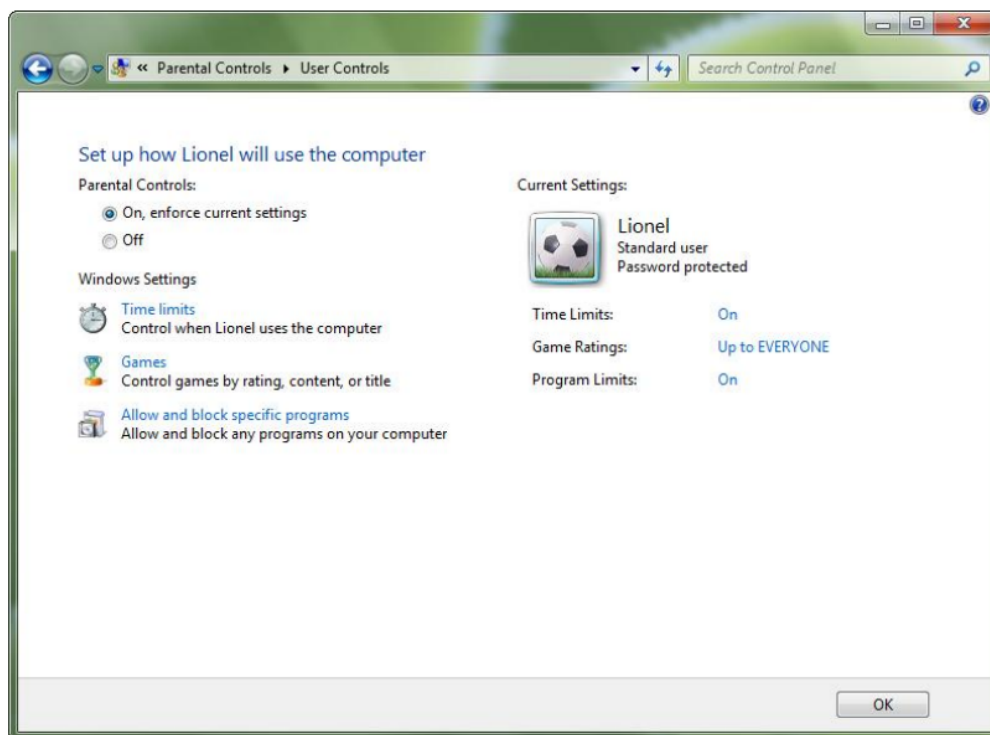 « Parental Controls ▸ User Controls
Search Control Panel
Set up how Lionel will use the computer
Parental Controls:
On, enforce current settings
Off
Windows Settings
Time limits
Control when Lionel uses the computer
Games
Control games by rating, content, or title
Allow and block specific programs
Allow and block any programs on your computer
Current Settings:
Lionel
Standard user
Password protected
Time Limits: On
Game Ratings: Up to EVERYONE
Program Limits: On
OK